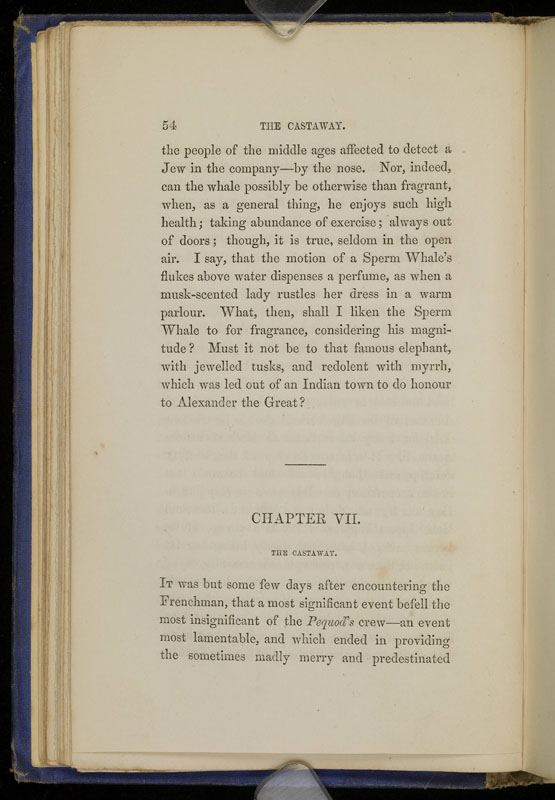 54 THE CASTAWAY.
the people of the middle ages affected to detect a
Jew in the company—by the nose. Nor, indeed,
can the whale possibly be otherwise than fragrant,
when, as a general thing, he enjoys such high
health; taking abundance of exercise; always out
of doors; though, it is true, seldom in the open
air. I say, that the motion of a Sperm Whale's
flukes above water dispenses a perfume, as when a
musk-scented lady rustles her dress in a warm
parlour. What, then, shall I liken the Sperm
Whale to for fragrance, considering his magni-
tude? Must it not be to that famous elephant,
with jewelled tusks, and redolent with myrrh,
which was led out of an Indian town to do honour
to Alexander the Great?
CHAPTER VII.
THE CASTAWAY.
IT was but some few days after encountering the
Frenchman, that a most significant event befell the
most insignificant of the Pequod's crew—an event
most lamentable, and which ended in providing
the sometimes madly merry and predestinated